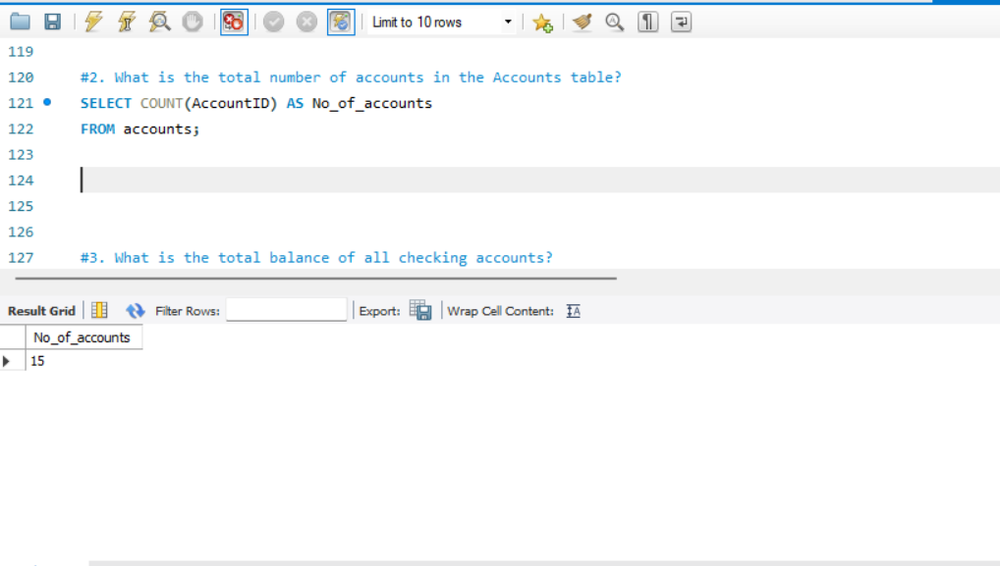 Limit to 10 rows
119
120 #2. What is the total number of accounts in the Accounts table?
121 SELECT COUNT(AccountID) AS No_of_accounts
122 FROM accounts;
123
124
125
126
127 #3. What is the total balance of all checking accounts?
Result Grid Filter Rows: Export: Wrap Cell Content: IA
No_of_accounts
15